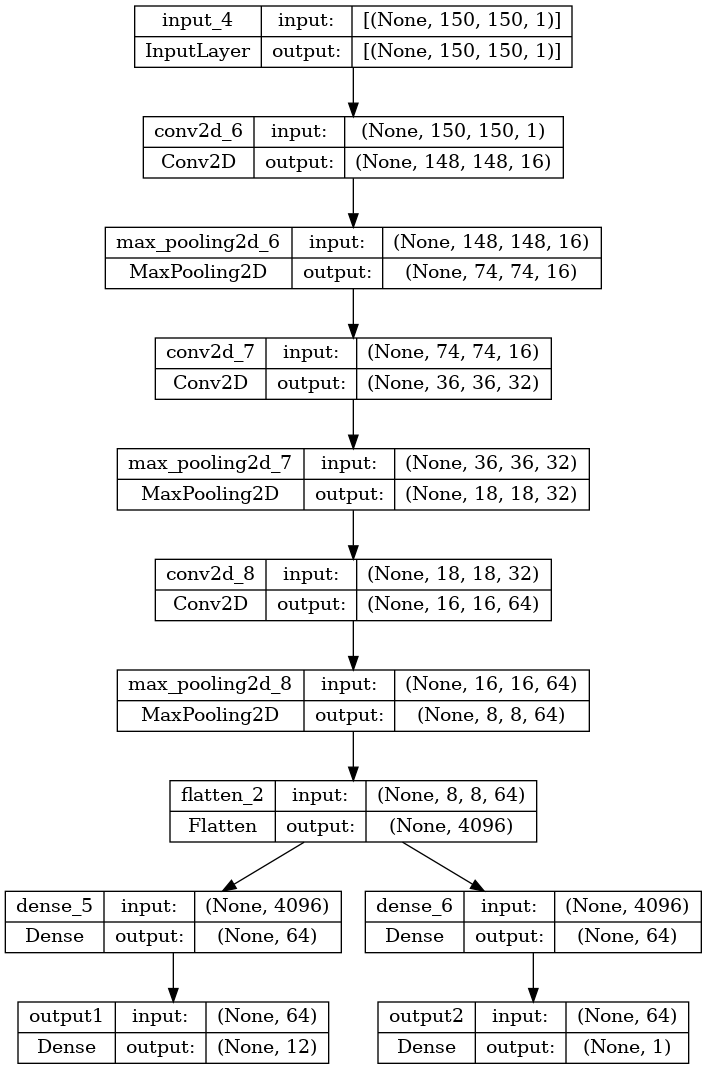 input_4 input: [(None, 150, 150, 1)]
InputLayer output: [(None, 150, 150, 1)]
conv2d_6 input: (None, 150, 150, 1)
Conv2D output: (None, 148, 148, 16)
max_pooling2d_6 input: (None, 148, 148, 16)
MaxPooling2D output: (None, 74, 74, 16)
conv2d_7 input: (None, 74, 74, 16)
Conv2D output: (None, 36, 36, 32)
max_pooling2d_7 input: (None, 36, 36, 32)
MaxPooling2D output: (None, 18, 18, 32)
conv2d_8 input: (None, 18, 18, 32)
Conv2D output: (None, 16, 16, 64)
max_pooling2d_8 input: (None, 16, 16, 64)
MaxPooling2D output: (None, 8, 8, 64)
flatten_2 input: (None, 8, 8, 64)
Flatten output: (None, 4096)
dense_5 input: (None, 4096)
Dense output: (None, 64)
dense_6 input: (None, 4096)
Dense output: (None, 64)
output1 input: (None, 64)
Dense output: (None, 12)
output2 input: (None, 64)
Dense output: (None, 1)